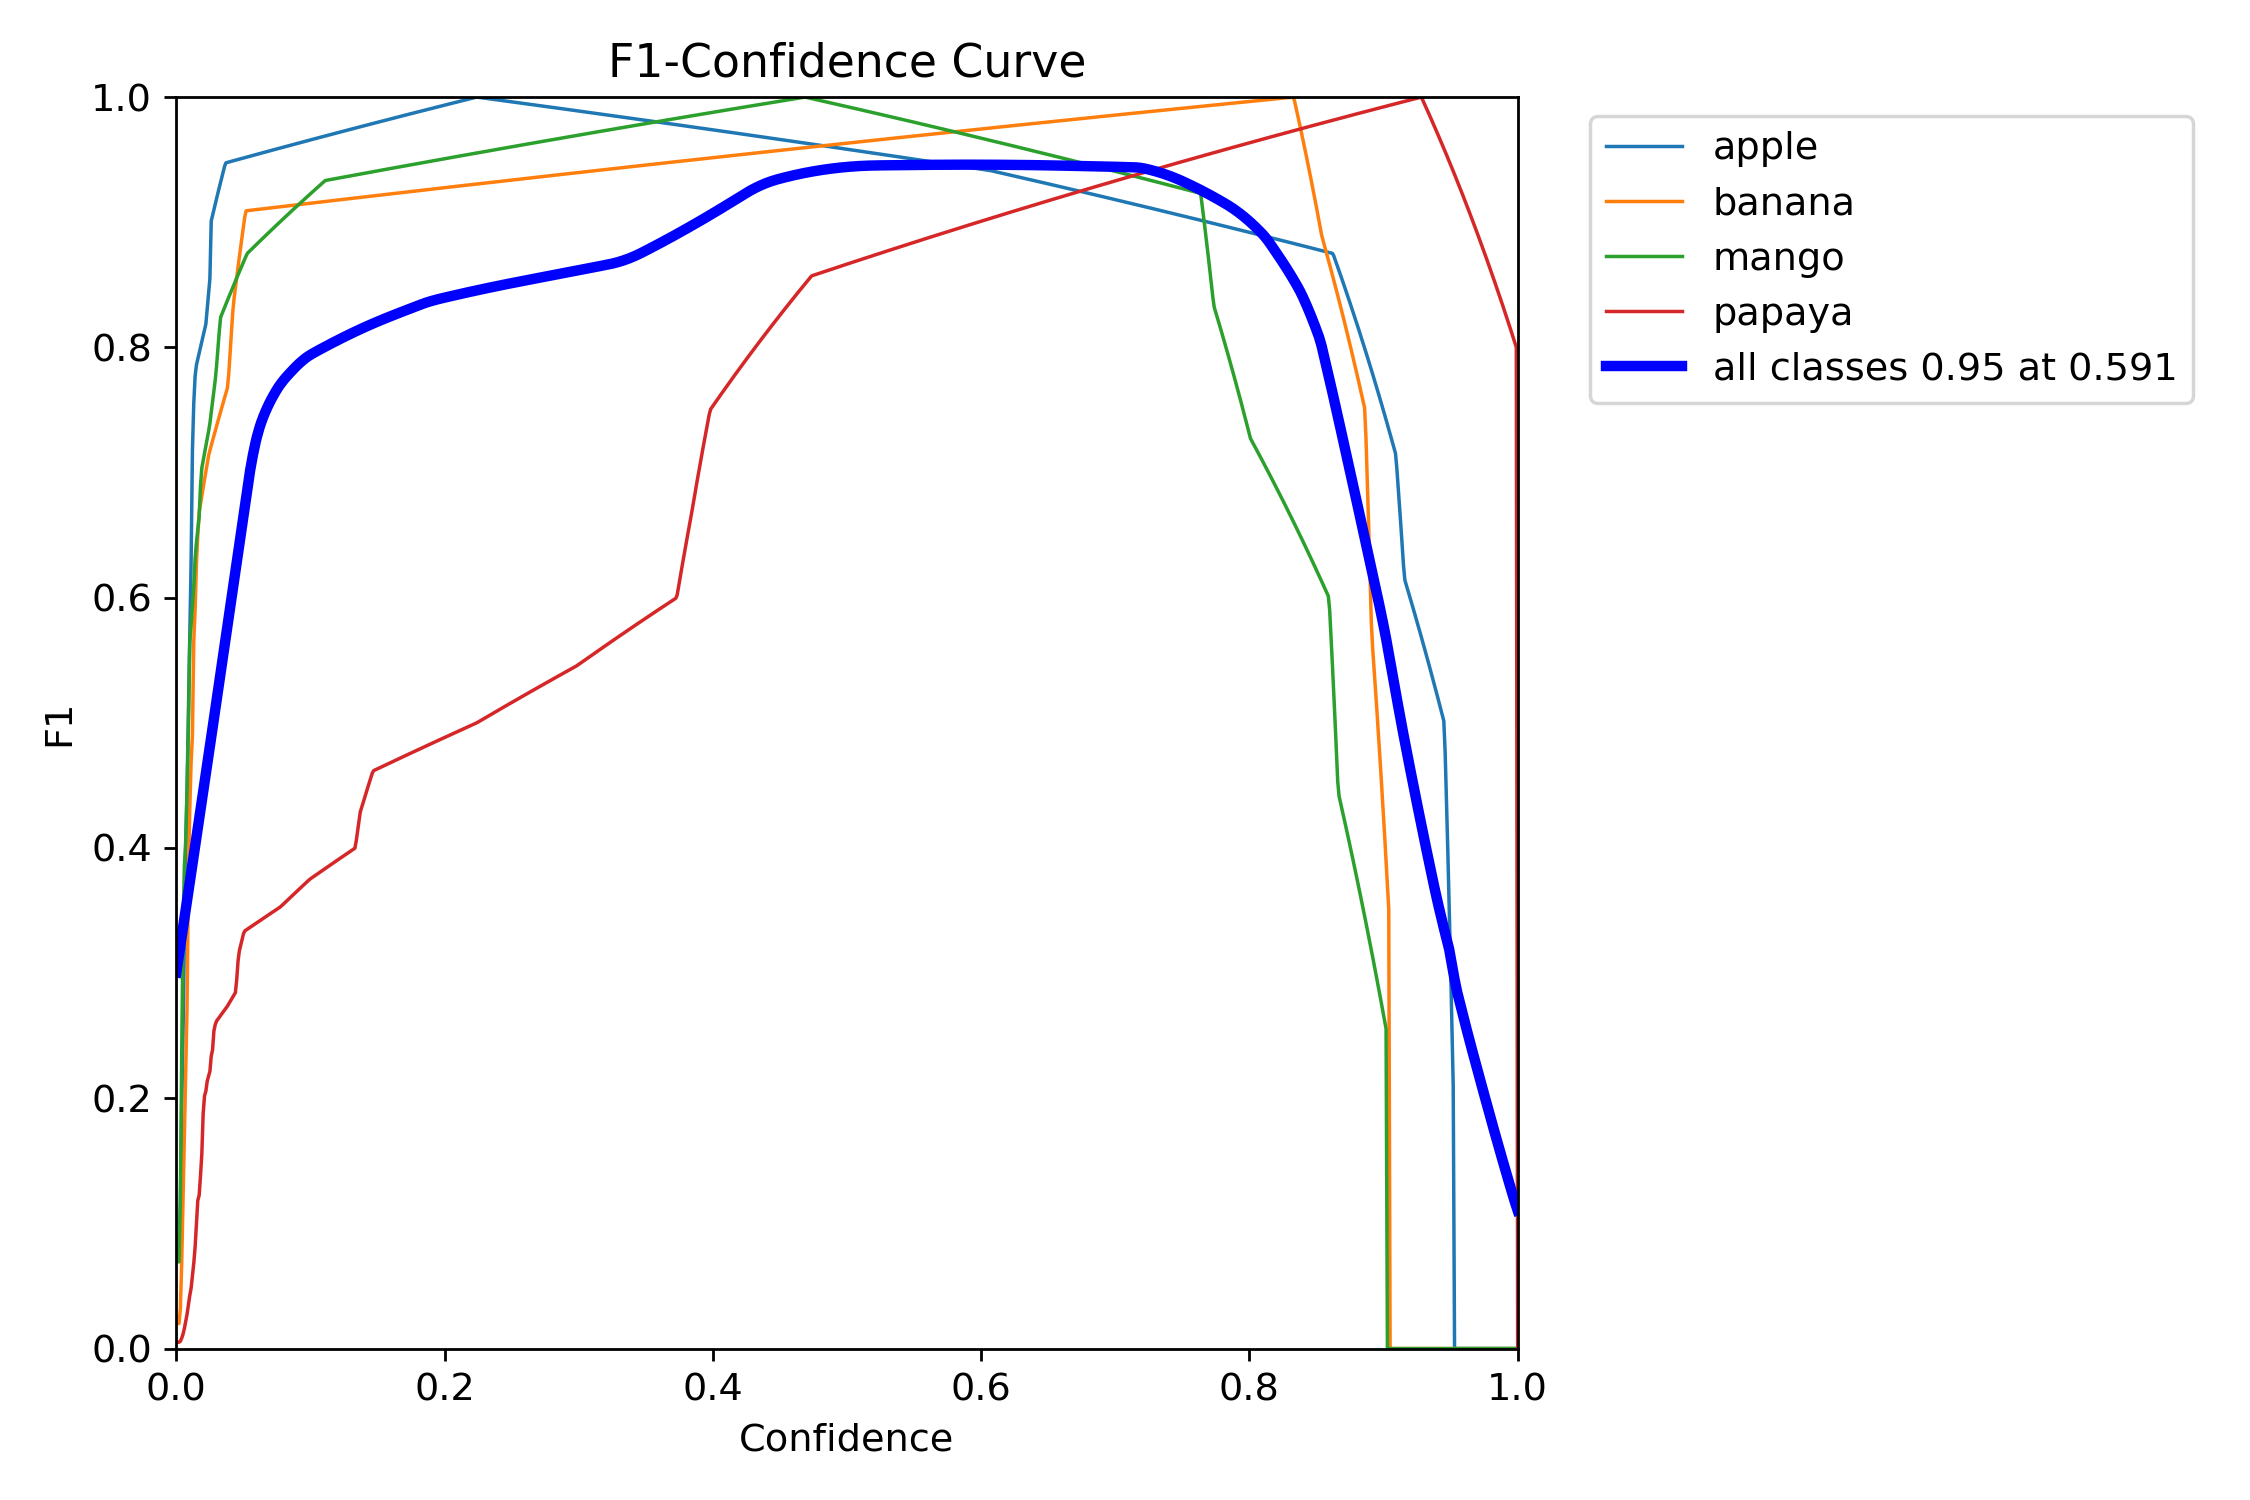 F1-Confidence Curve
1.0
0.8
0.6
0.4
0.2
0.0
F1
0.0 0.2 0.4 0.6 0.8 1.0
Confidence
apple
banana
mango
papaya
all classes 0.95 at 0.591